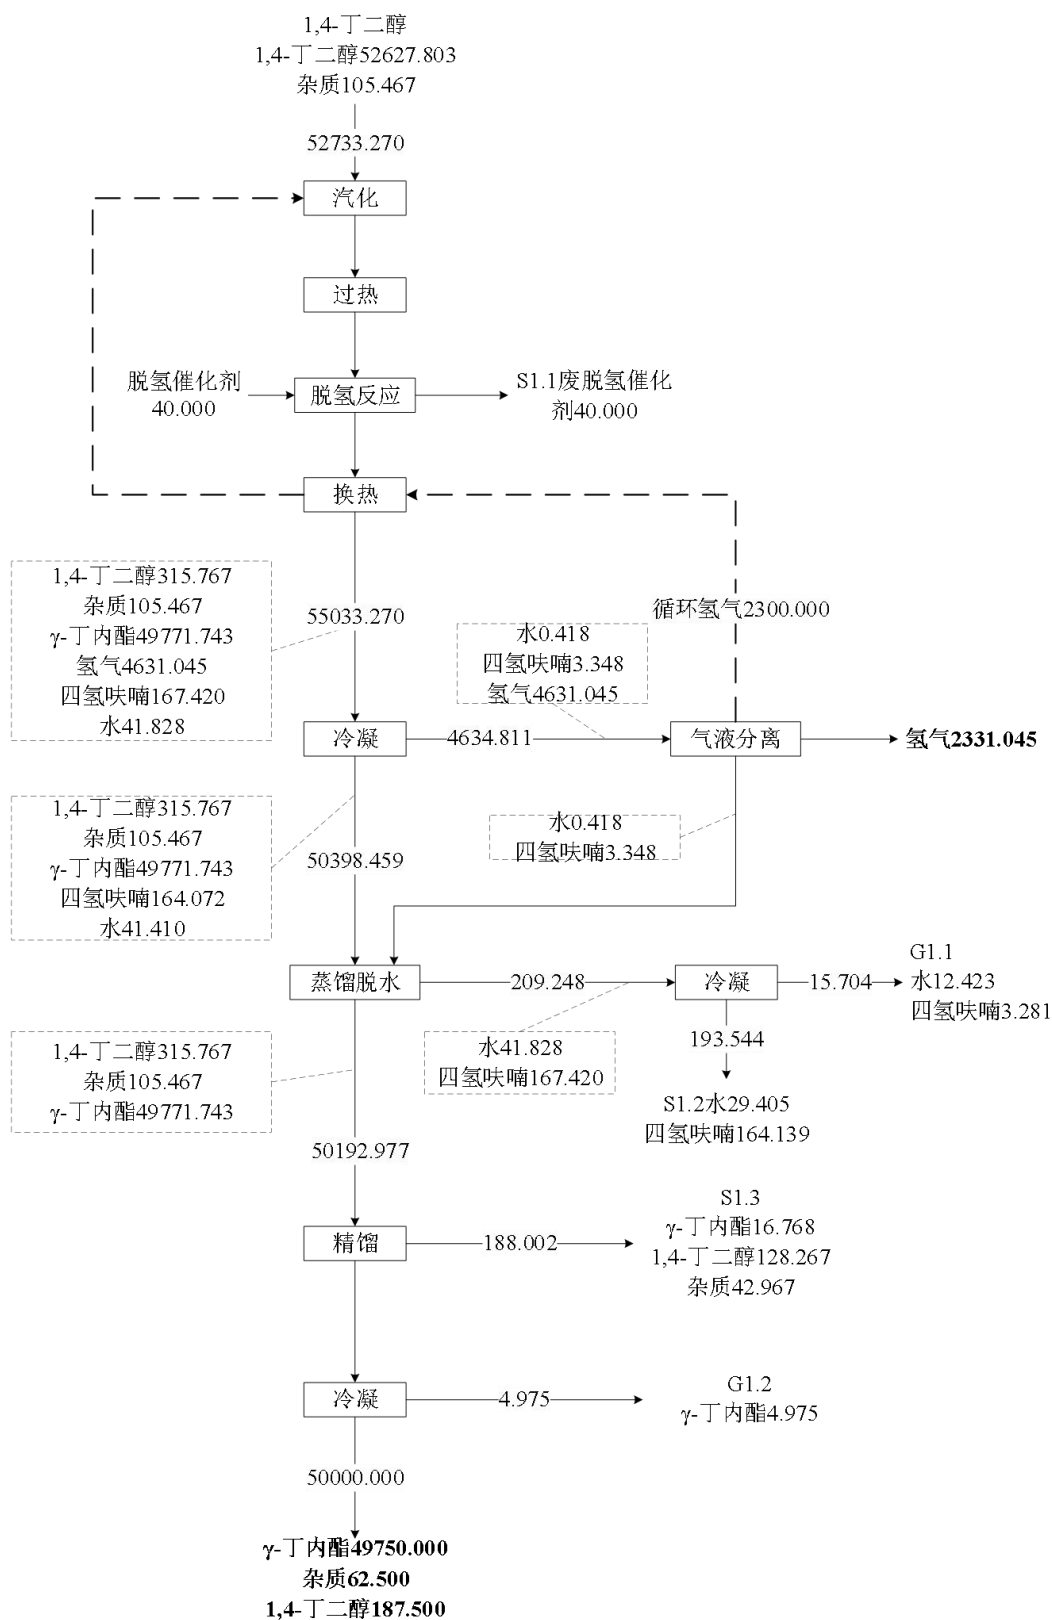 1,4-丁二醇
1,4-丁二醇52627.803
杂质105.467
52733.270
汽化
过热
脱氢催化剂
40.000
脱氢反应
S1.1废脱氢催化
剂40.000
换热
1,4-丁二醇315.767
杂质105.467
γ-丁内酯49771.743
氢气4631.045
四氢呋喃167.420
水41.828
55033.270
循环氢气2300.000
水0.418
四氢呋喃3.348
氢气4631.045
冷凝
4634.811
气液分离
氢气2331.045
1,4-丁二醇315.767
杂质105.467
γ-丁内酯49771.743
四氢呋喃164.072
水41.410
50398.459
水0.418
四氢呋喃3.348
蒸馏脱水
209.248
冷凝
15.704
G1.1
水12.423
四氢呋喃3.281
水41.828
四氢呋喃167.420
193.544
S1.2水29.405
四氢呋喃164.139
1,4-丁二醇315.767
杂质105.467
γ-丁内酯49771.743
50192.977
精馏
188.002
S1.3
γ-丁内酯16.768
1,4-丁二醇128.267
杂质42.967
冷凝
4.975
G1.2
γ-丁内酯4.975
50000.000
γ-丁内酯49750.000
杂质62.500
1,4-丁二醇187.500